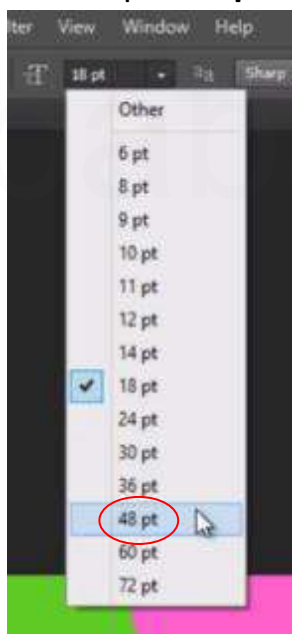 View Window Help
18 pt Sharp
Other
6 pt
8 pt
9 pt
10 pt
11 pt
12 pt
14 pt
18 pt
24 pt
30 pt
36 pt
48 pt
60 pt
72 pt